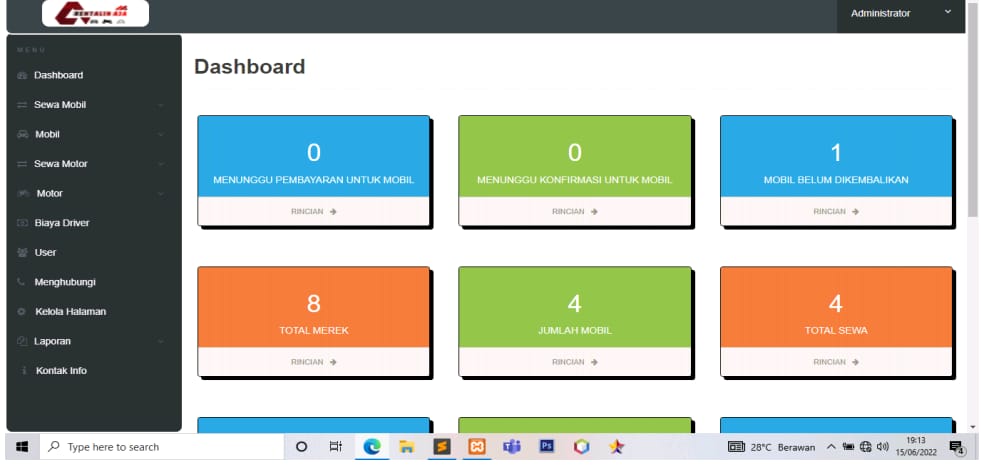 RENTALIN AJA
Administrator
MENU
Dashboard
Sewa Mobil
Mobil
Sewa Motor
Motor
Biaya Driver
User
Menghubungi
Kelola Halaman
Laporan
Kontak Info
Dashboard
0
MENUNGGU PEMBAYARAN UNTUK MOBIL
RINCIAN
0
MENUNGGU KONFIRMASI UNTUK MOBIL
RINCIAN
1
MOBIL BELUM DIKEMBALIKAN
RINCIAN
8
TOTAL MEREK
RINCIAN
4
JUMLAH MOBIL
RINCIAN
4
TOTAL SEWA
RINCIAN
Type here to search
Ps
28°C Berawan
19:13
15/06/2022
4